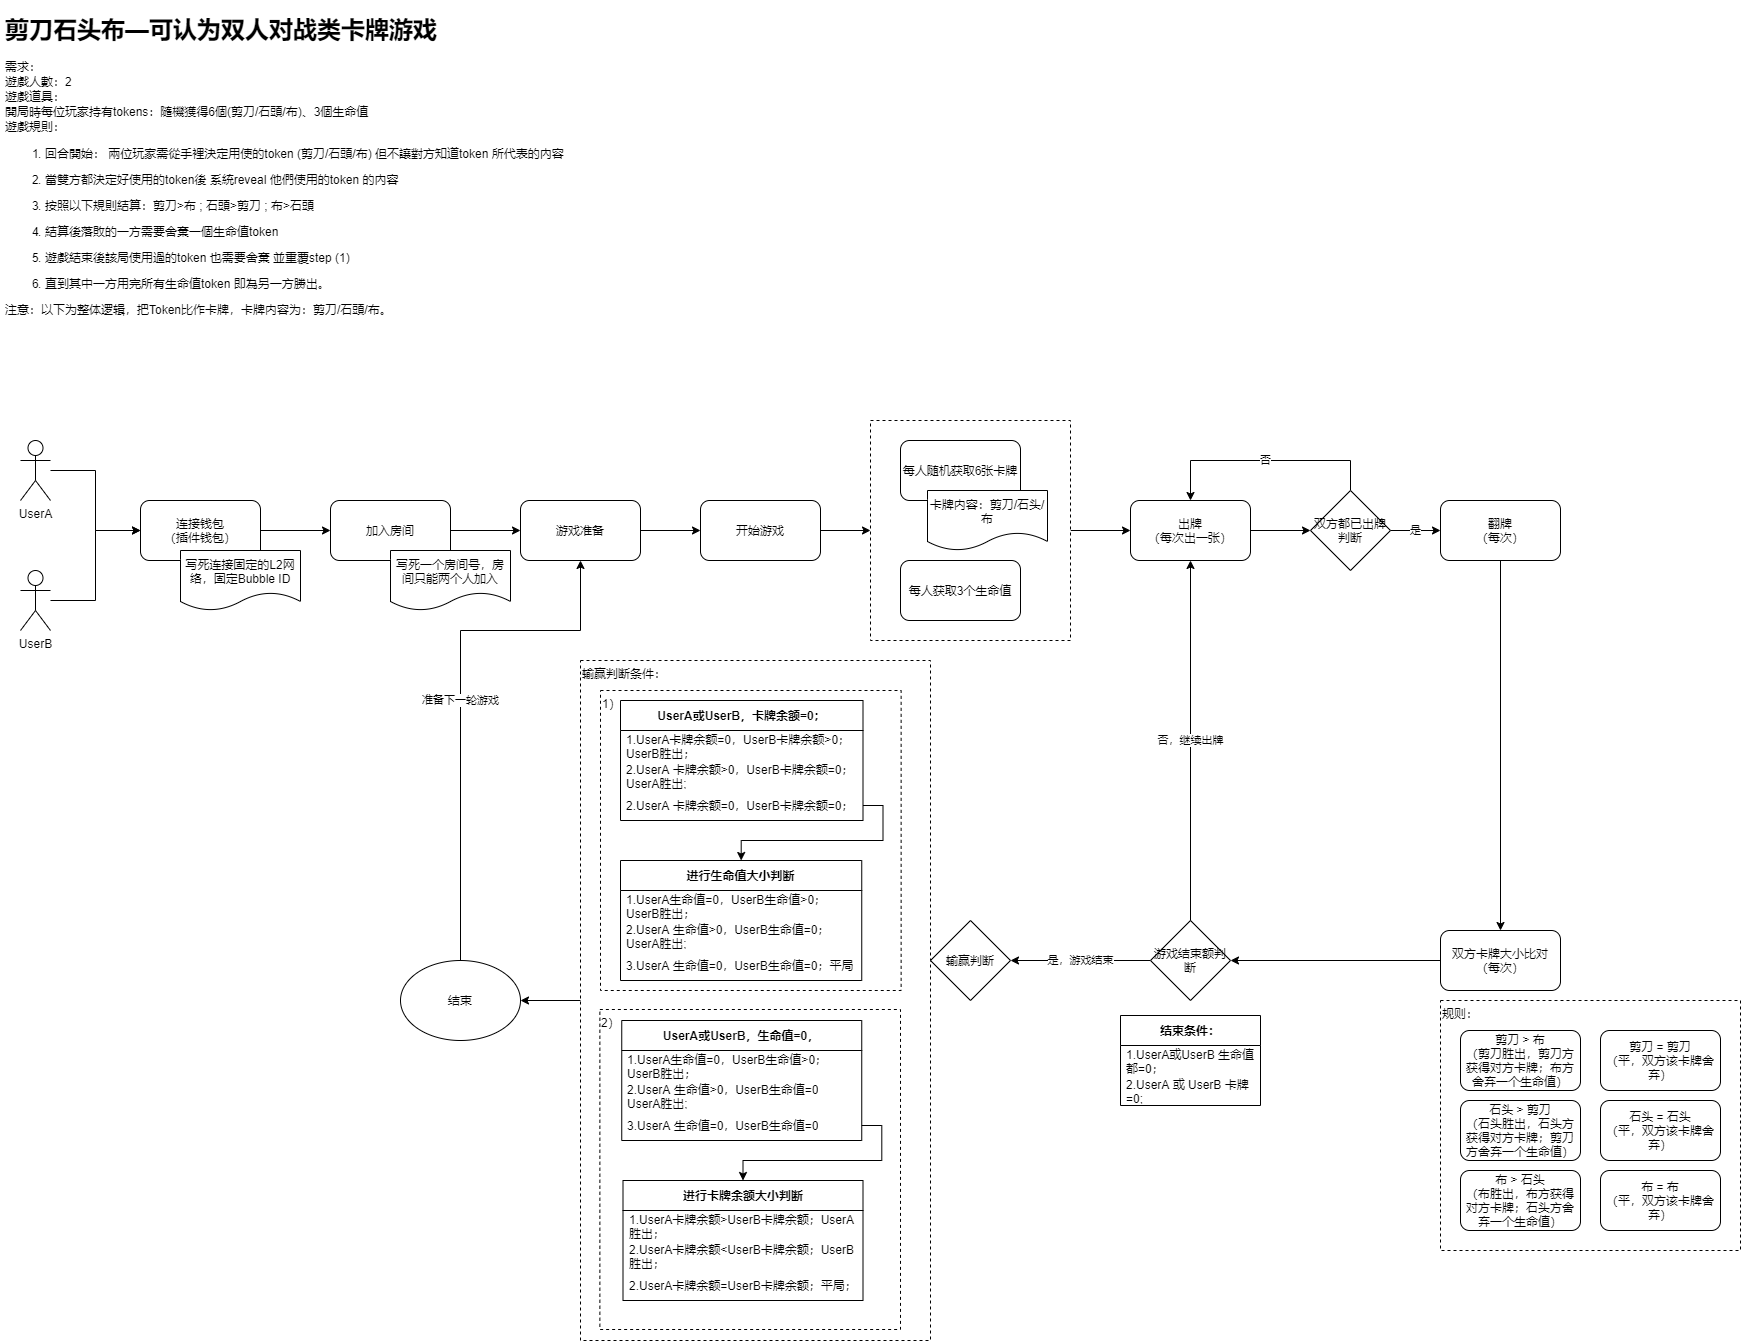 剪刀石头布—可认为双人对战类卡牌游戏
需求：
遊戲人數：2
遊戲道具：
開局時每位玩家持有tokens：隨機獲得6個(剪刀/石頭/布)、3個生命值
遊戲規則：
1. 回合開始： 兩位玩家需從手裡決定用使的token (剪刀/石頭/布) 但不讓對方知道token 所代表的内容
2. 當雙方都決定好使用的token後 系統reveal 他們使用的token 的内容
3. 按照以下規則結算：剪刀>布 ; 石頭>剪刀 ; 布>石頭
4. 結算後落敗的一方需要舍棄一個生命值token
5. 遊戲結束後該局使用過的token 也需要舍棄 並重覆step (1)
6. 直到其中一方用完所有生命值token 即為另一方勝出。
注意：以下为整体逻辑，把Token比作卡牌，卡牌内容为：剪刀/石頭/布。
UserA
UserB
连接钱包
（插件钱包）
写死连接固定的L2网
络，固定Bubble ID
加入房间
写死一个房间号，房
间只能两个人加入
游戏准备
开始游戏
每人随机获取6张卡牌
卡牌内容：剪刀/石头/
布
每人获取3个生命值
出牌
（每次出一张）
否
双方都已出牌
判断
是
翻牌
（每次）
准备下一轮游戏
否，继续出牌
双方卡牌大小比对
（每次）
游戏结束额判
断
是，游戏结束
输赢判断
结束条件：
1.UserA或UserB 生命值
都=0；
2.UserA 或 UserB 卡牌
=0;
规则：
剪刀 > 布
（剪刀胜出，剪刀方
获得对方卡牌；布方
舍弃一个生命值）
剪刀 = 剪刀
（平，双方该卡牌舍
弃）
石头 > 剪刀
（石头胜出，石头方
获得对方卡牌；剪刀
方舍弃一个生命值）
石头 = 石头
（平，双方该卡牌舍
弃）
布 > 石头
（布胜出，布方获得
对方卡牌；石头方舍
弃一个生命值）
布 = 布
（平，双方该卡牌舍
弃）
输赢判断条件：
1）
UserA或UserB，卡牌余额=0；
1.UserA卡牌余额=0，UserB卡牌余额>0；
UserB胜出；
2.UserA 卡牌余额>0，UserB卡牌余额=0；
UserA胜出:
2.UserA 卡牌余额=0，UserB卡牌余额=0；
进行生命值大小判断
1.UserA生命值=0，UserB生命值>0；
UserB胜出；
2.UserA 生命值>0，UserB生命值=0；
UserA胜出:
3.UserA 生命值=0，UserB生命值=0；平局
2）
UserA或UserB，生命值=0，
1.UserA生命值=0，UserB生命值>0；
UserB胜出；
2.UserA 生命值>0，UserB生命值=0
UserA胜出:
3.UserA 生命值=0，UserB生命值=0
进行卡牌余额大小判断
1.UserA卡牌余额>UserB卡牌余额；UserA
胜出；
2.UserA卡牌余额<UserB卡牌余额；UserB
胜出；
2.UserA卡牌余额=UserB卡牌余额；平局；
结束